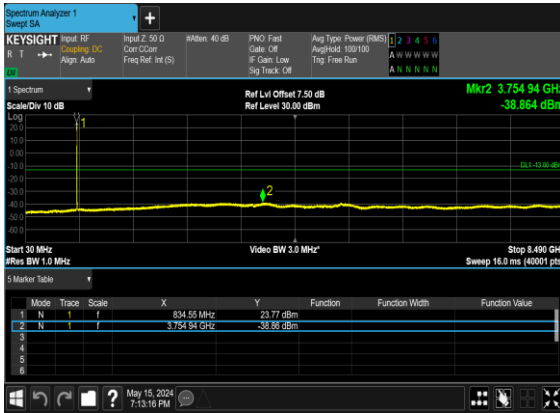 Spectrum Analyzer 1
Swept SA
+
KEYSIGHT Input: RF Input Z: 50 Ω #Atten: 40 dB PNO: Fast Avg Type: Power (RMS) 1 2 3 4 5 6
R T Coupling: DC Corr CCorr Gate: Off Avg|Hold: 100/100 A W W W W W
Align: Auto Freq Ref: Int (S) IF Gain: Low Trig: Free Run
Sig Track: Off A N N N N N
1 Spectrum
Ref Lvl Offset 7.50 dB Mkr2 3.754 94 GHz
Scale/Div 10 dB Ref Level 30.00 dBm -38.864 dBm
Log
1
20.0
10.0
0.00
-10.0
DL1 -13.00 dBm
-20.0
-30.0
2
-40.0
-50.0
-60.0
Start 30 MHz Video BW 3.0 MHz* Stop 8.490 GHz
#Res BW 1.0 MHz Sweep 16.0 ms (40001 pts)
5 Marker Table
Mode Trace Scale X Y Function Function Width Function Value
1 N 1 f 834.55 MHz 23.77 dBm
2 N 1 f 3.754 94 GHz -38.86 dBm
3
4
5
6
? May 15, 2024
7:13:16 PM